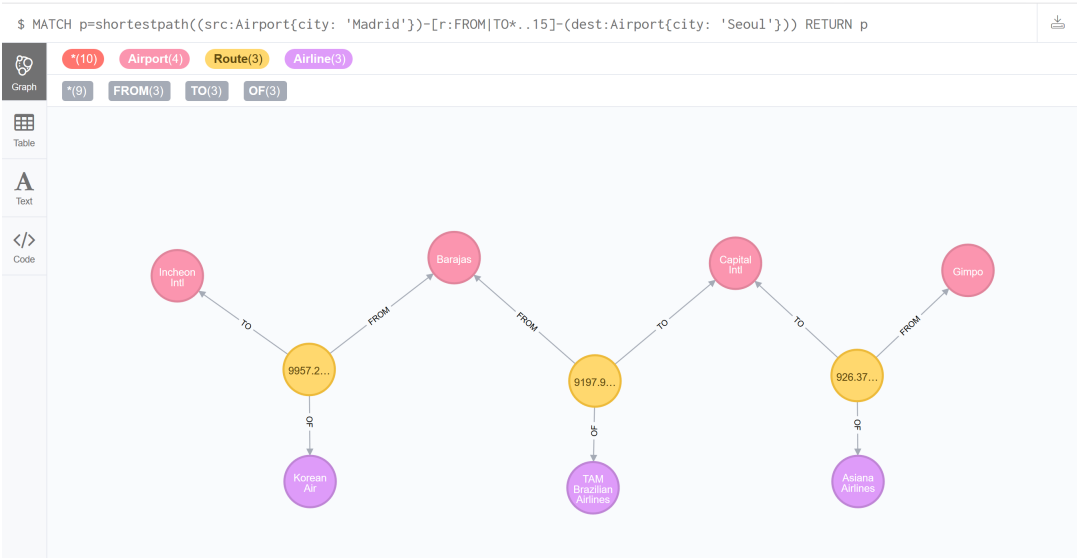 $ MATCH p=shortestpath((src:Airport{city: 'Madrid'})-[r:FROM|TO*..15]-(dest:Airport{city: 'Seoul'})) RETURN p
Graph
*(10) Airport(4) Route(3) Airline(3)
*(9) FROM(3) TO(3) OF(3)
Table
A
Text
</>
Code
Incheon
Intl
Barajas
Capital
Intl
Gimpo
TO
FROM
FROM
TO
TO
FROM
9957.2...
9197.9...
926.37...
OF
OF
OF
Korean
Air
TAM
Brazilian
Airlines
Asiana
Airlines